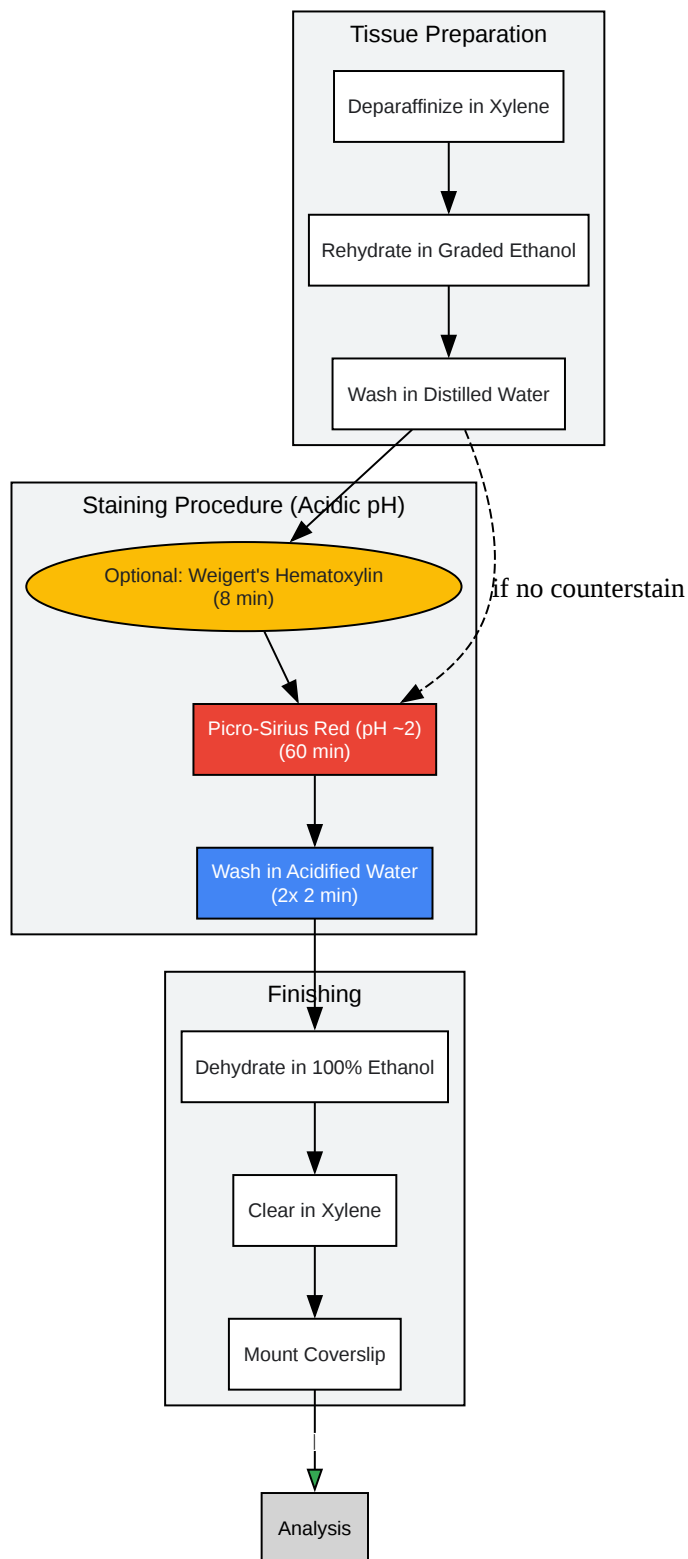 Tissue Preparation
Deparaffinize in Xylene
Rehydrate in Graded Ethanol
Wash in Distilled Water
Staining Procedure (Acidic pH)
Optional: Weigert's Hematoxylin
(8 min)
if no counterstain
Picro-Sirius Red (pH ~2)
(60 min)
Wash in Acidified Water
(2x 2 min)
Finishing
Dehydrate in 100% Ethanol
Clear in Xylene
Mount Coverslip
Analysis